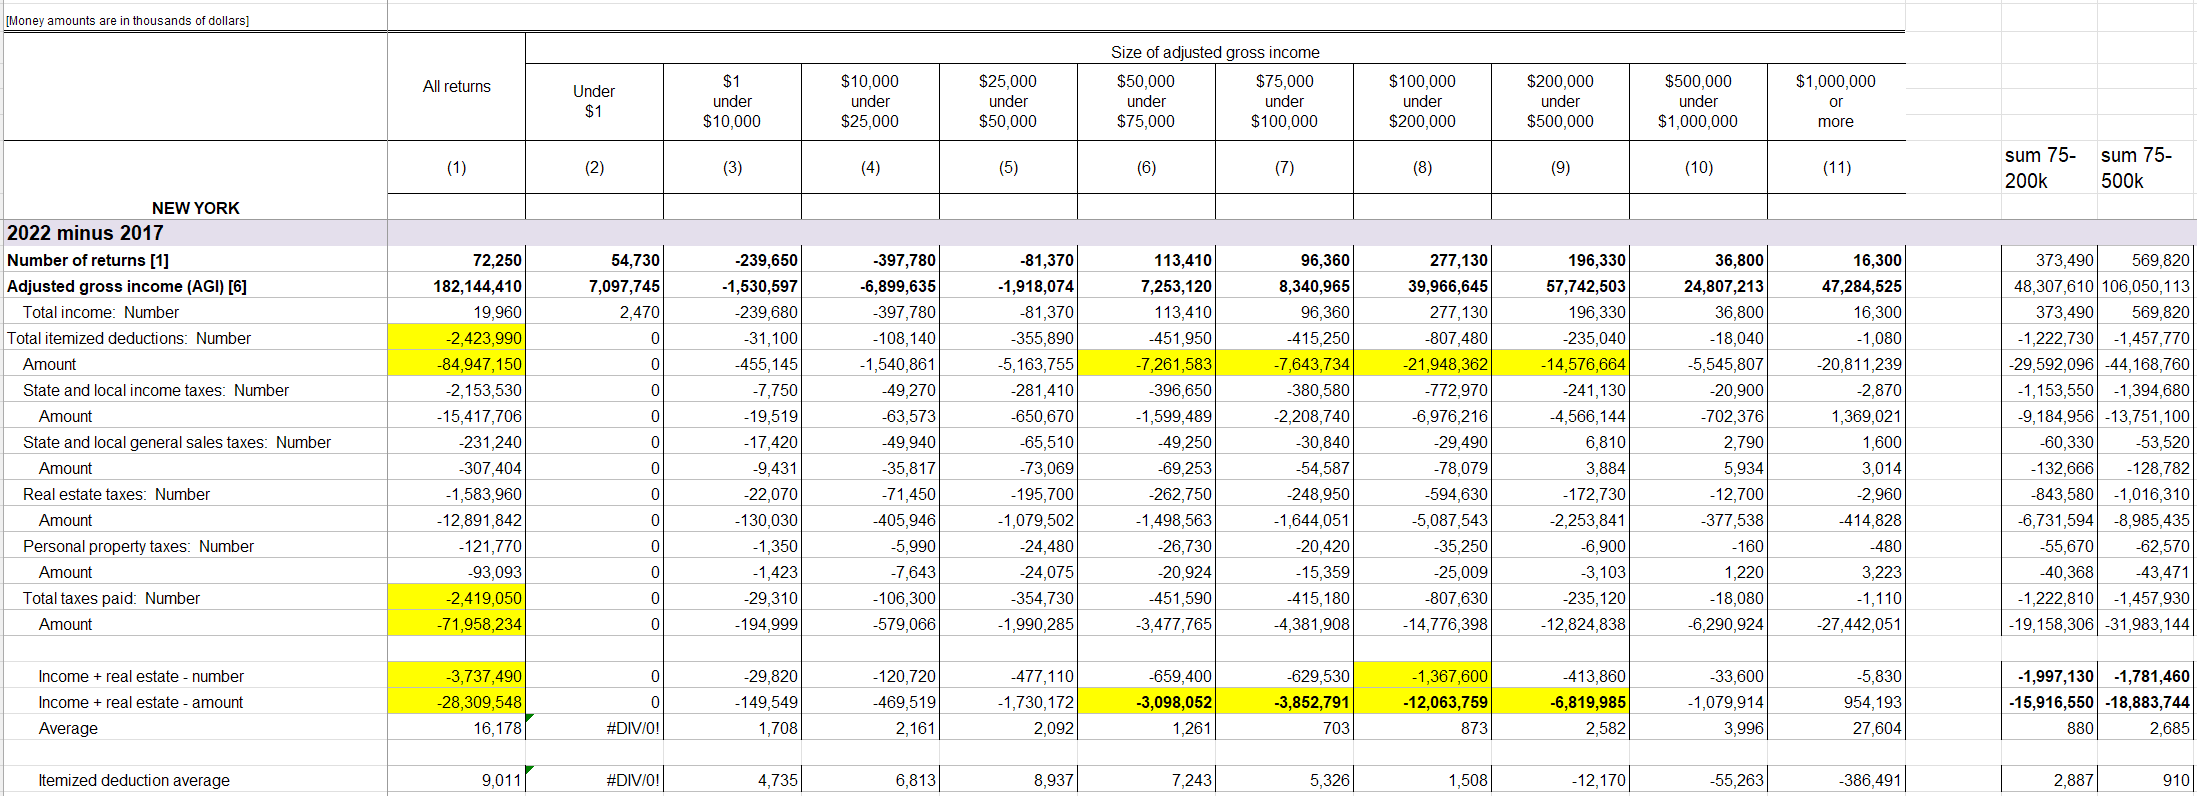 [Money amounts are in thousands of dollars]
Size of adjusted gross income
All returns
Under $1
$1 under $10,000
$10,000 under $25,000
$25,000 under $50,000
$50,000 under $75,000
$75,000 under $100,000
$100,000 under $200,000
$200,000 under $500,000
$500,000 under $1,000,000
$1,000,000 or more
(1) (2) (3) (4) (5) (6) (7) (8) (9) (10) (11)
sum 75-200k
sum 75-500k
NEW YORK
2022 minus 2017
Number of returns [1] 72,250 54,730 -239,650 -397,780 -81,370 113,410 96,360 277,130 196,330 36,800 16,300 373,490 569,820
Adjusted gross income (AGI) [6] 182,144,410 7,097,745 -1,530,597 -6,899,635 -1,918,074 7,253,120 8,340,965 39,966,645 57,742,503 24,807,213 47,284,525 48,307,610 106,050,113
Total income: Number 19,960 2,470 -239,680 -397,780 -81,370 113,410 96,360 277,130 196,330 36,800 16,300 373,490 569,820
Total itemized deductions: Number -2,423,990 0 -31,100 -108,140 -355,890 -451,950 -415,250 -807,480 -235,040 -18,040 -1,080 -1,222,730 -1,457,770
Amount -84,947,150 0 -455,145 -1,540,861 -5,163,755 -7,261,583 -7,643,734 -21,948,362 -14,576,664 -5,545,807 -20,811,239 -29,592,096 -44,168,760
State and local income taxes: Number -2,153,530 0 -7,750 -49,270 -281,410 -396,650 -380,580 -772,970 -241,130 -20,900 -2,870 -1,153,550 -1,394,680
Amount -15,417,706 0 -19,519 -63,573 -650,670 -1,599,489 -2,208,740 -6,976,216 -4,566,144 -702,376 1,369,021 -9,184,956 -13,751,100
State and local general sales taxes: Number -231,240 0 -17,420 -49,940 -65,510 -49,250 -30,840 -29,490 6,810 2,790 1,600 -60,330 -53,520
Amount -307,404 0 -9,431 -35,817 -73,069 -69,253 -54,587 -78,079 3,884 5,934 3,014 -132,666 -128,782
Real estate taxes: Number -1,583,960 0 -22,070 -71,450 -195,700 -262,750 -248,950 -594,630 -172,730 -12,700 -2,960 -843,580 -1,016,310
Amount -12,891,842 0 -130,030 -405,946 -1,079,502 -1,498,563 -1,644,051 -5,087,543 -2,253,841 -377,538 -414,828 -6,731,594 -8,985,435
Personal property taxes: Number -121,770 0 -1,350 -5,990 -24,480 -26,730 -20,420 -35,250 -6,900 -160 -480 -55,670 -62,570
Amount -93,093 0 -1,423 -7,643 -24,075 -20,924 -15,359 -25,009 -3,103 1,220 3,223 -40,368 -43,471
Total taxes paid: Number -2,419,050 0 -29,310 -106,300 -354,730 -451,590 -415,180 -807,630 -235,120 -18,080 -1,110 -1,222,810 -1,457,930
Amount -71,958,234 0 -194,999 -579,066 -1,990,285 -3,477,765 -4,381,908 -14,776,398 -12,824,838 -6,290,924 -27,442,051 -19,158,306 -31,983,144
Income + real estate - number -3,737,490 0 -29,820 -120,720 -477,110 -659,400 -629,530 -1,367,600 -413,860 -33,600 -5,830 -1,997,130 -1,781,460
Income + real estate - amount -28,309,548 0 -149,549 -469,519 -1,730,172 -3,098,052 -3,852,791 -12,063,759 -6,819,985 -1,079,914 954,193 -15,916,550 -18,883,744
Average 16,178 #DIV/0! 1,708 2,161 2,092 1,261 703 873 2,582 3,996 27,604 880 2,685
Itemized deduction average 9,011 #DIV/0! 4,735 6,813 8,937 7,243 5,326 1,508 -12,170 -55,263 -386,491 2,887 910